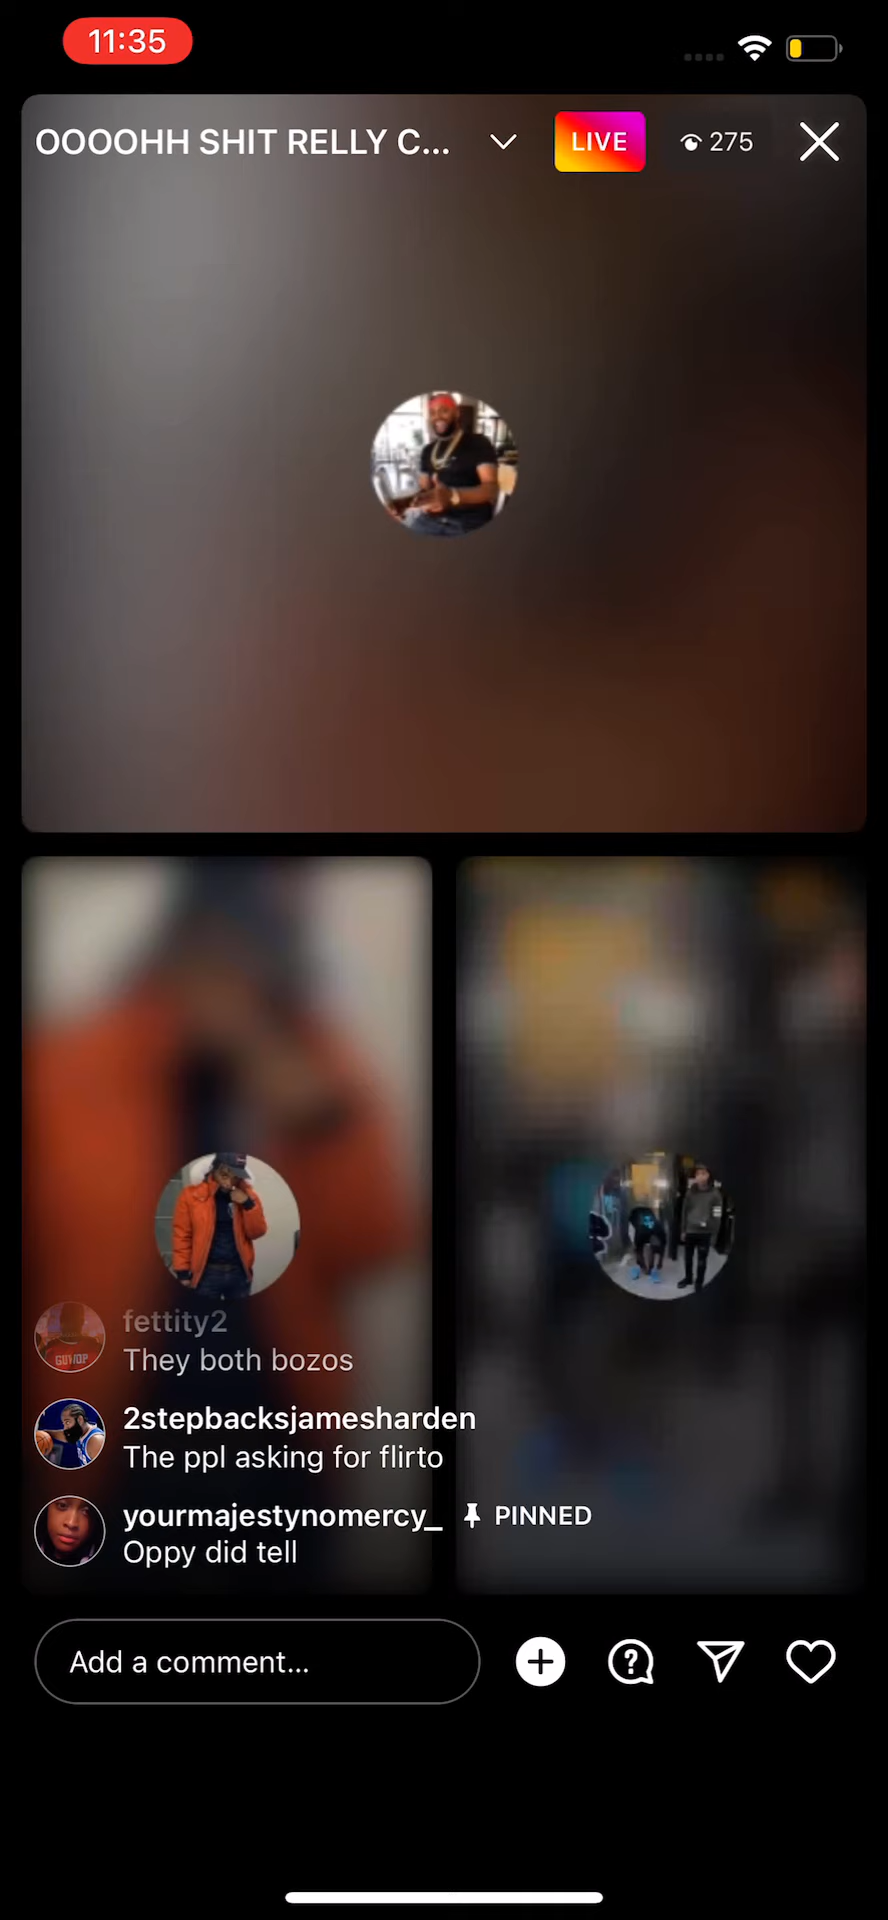 11:35
OOOOHH SHIT RELLY C...
LIVE
275
fettity2
They both bozos
GUWOP
2stepbacksjamesharden
The ppl asking for flirto
yourmajestynomercy_ PINNED
Oppy did tell
Add a comment...